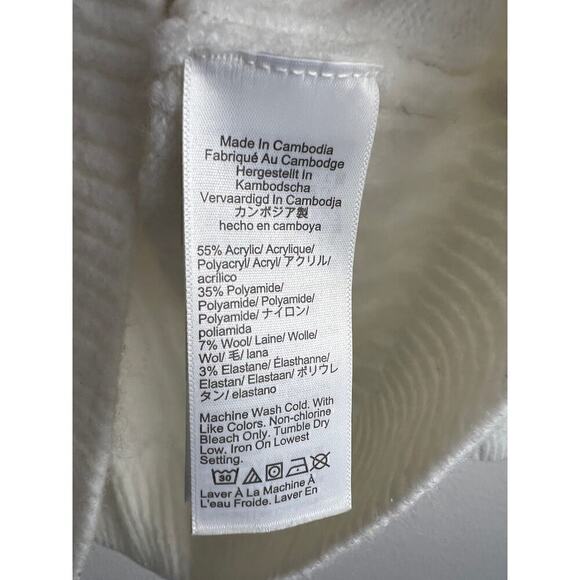 Made In Cambodia
Fabriqué Au Cambodge
Hergestellt In
Kambodscha
Vervaardigd In Cambodja
カンボジア製
hecho en camboya
55% Acrylic/ Acrylique/
Polyacryl/ Acryl/ アクリル/
acrílico
35% Polyamide/
Polyamide/ Polyamide/
Polyamide/ ナイロン/
poliamida
7% Wool/ Laine/ Wolle/
Wol/ 毛/ lana
3% Elastane/ Élasthanne/
Elastan/ Elastaan/ ポリウレ
タン/ elastano
Machine Wash Cold. With
Like Colors. Non-chlorine
Bleach Only. Tumble Dry
Low. Iron On Lowest
Setting.
30
Laver À La Machine À
L'eau Froide. Laver En